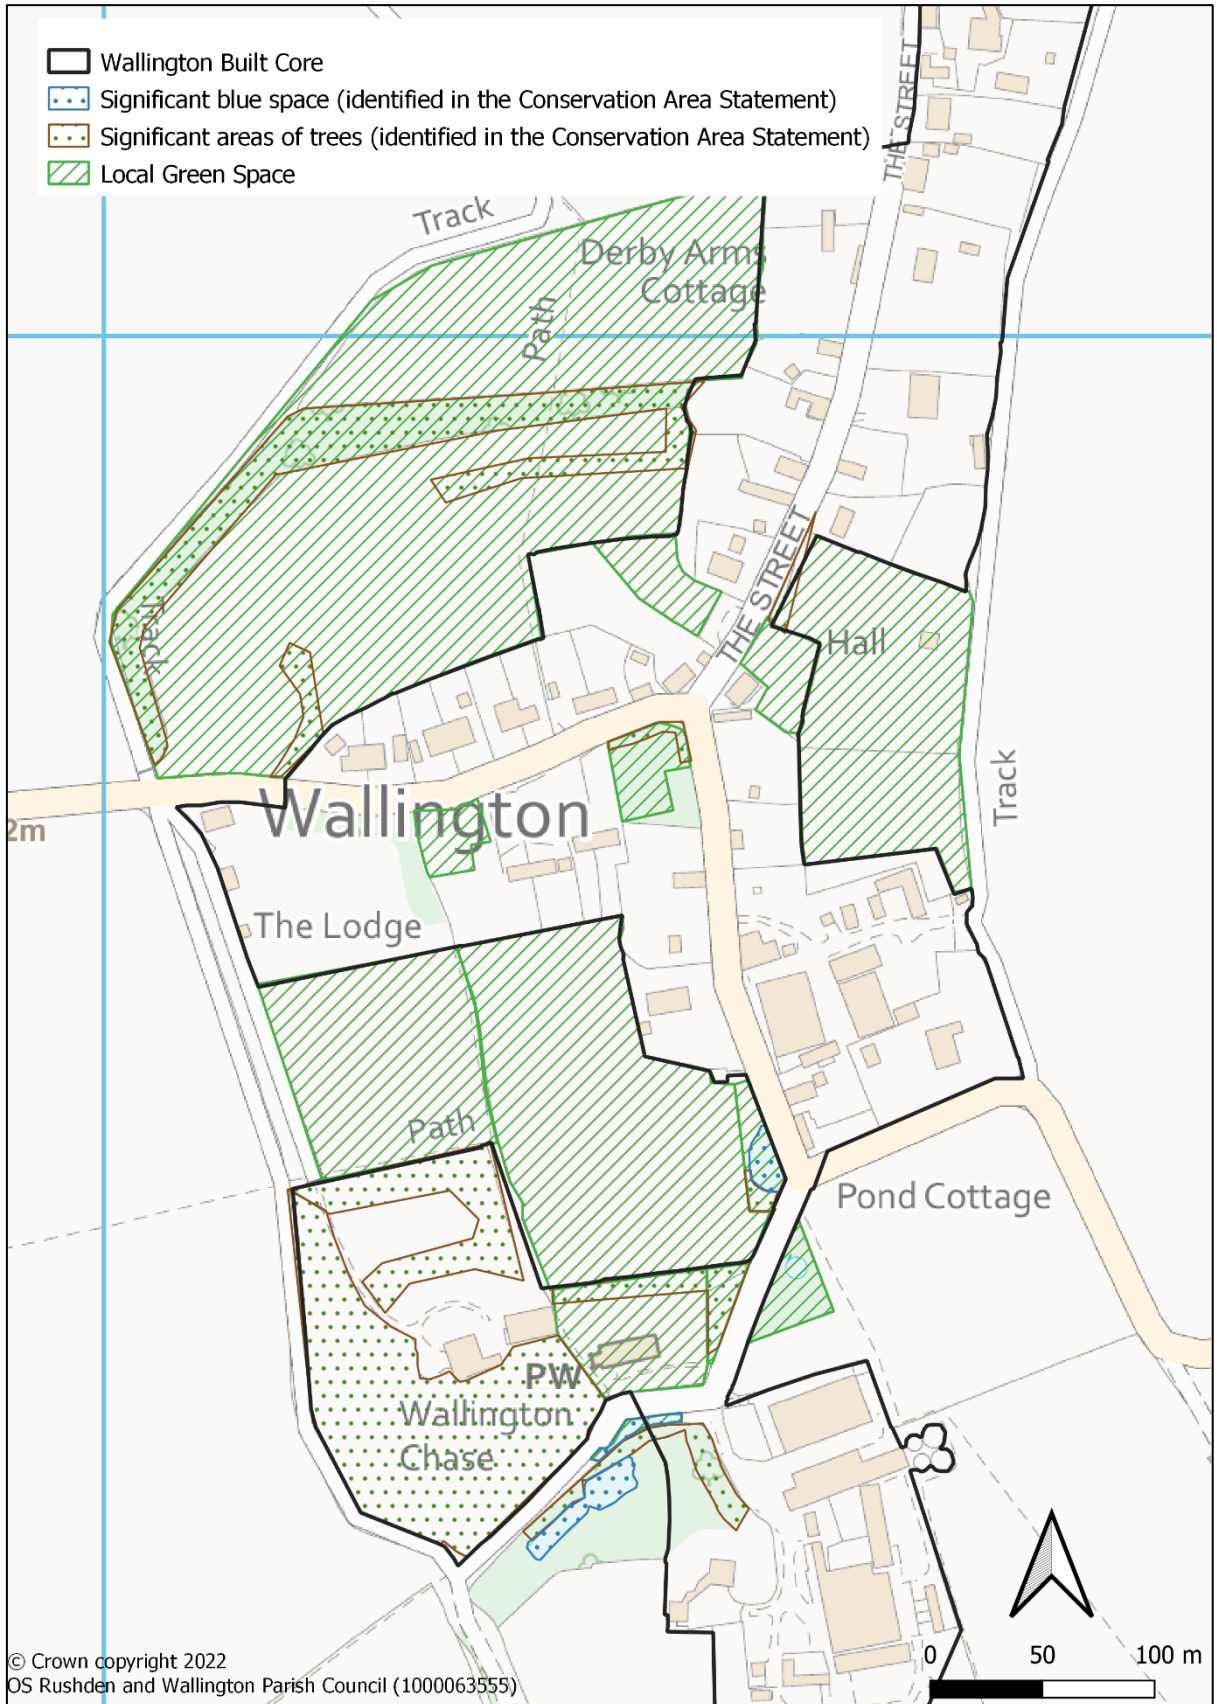 Wallington Built Core
Significant blue space (identified in the Conservation Area Statement)
Significant areas of trees (identified in the Conservation Area Statement)
Local Green Space
THE STREET
THE STREET
Track
Derby Arms
Cottage
Path
THE STREET
Track
Hall
Track
2m
Wallington
The Lodge
Path
Pond Cottage
PW
Wallington
Chase
0 50 100 m
© Crown copyright 2022
OS Rushden and Wallington Parish Council (1000063555)